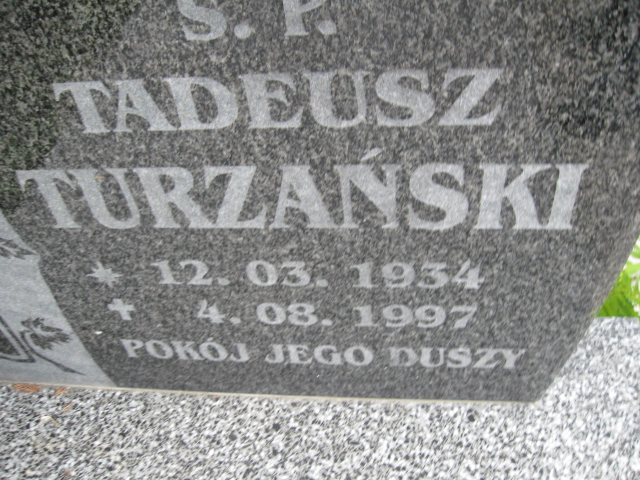 Ś. P.
TADEUSZ
TURZAŃSKI
* 12. 03. 1934
✝ 4. 08. 1997
POKÓJ JEGO DUSZY